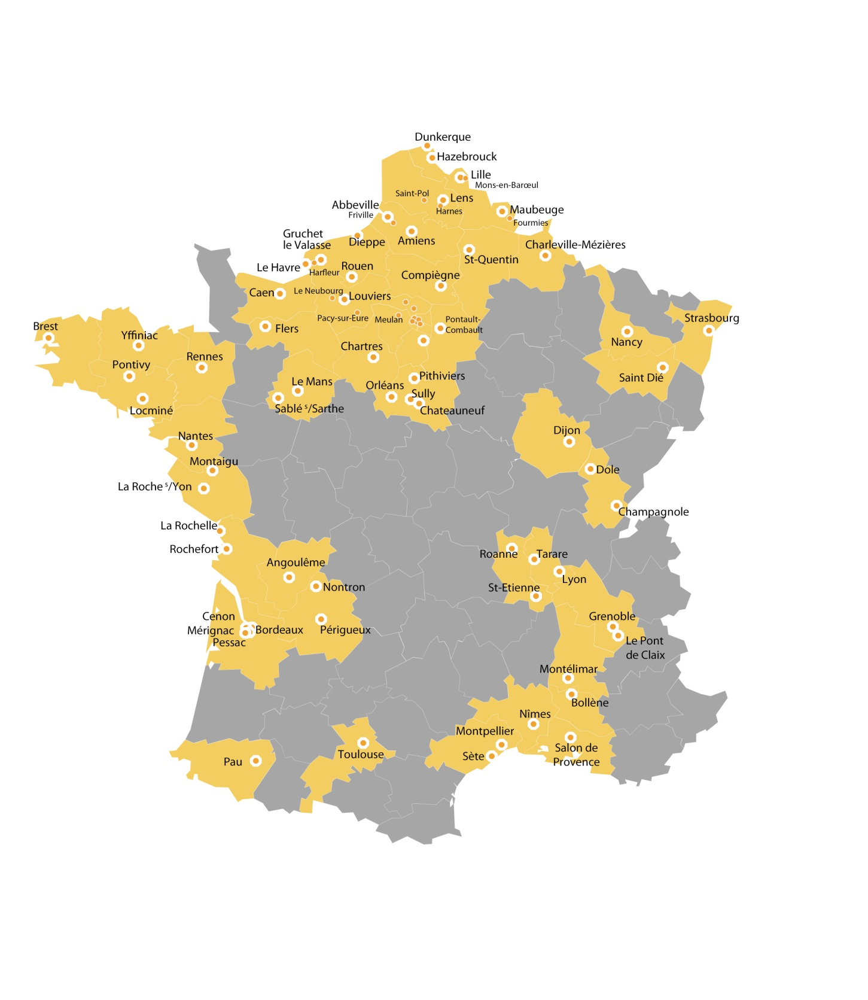 Dunkerque
Hazebrouck
Lille
Mons-en-Barœul
Saint-Pol
Lens
Harnes
Abbeville
Friville
Maubeuge
Fourmies
Gruchet
le Valasse
Dieppe
Amiens
Charleville-Mézières
St-Quentin
Le Havre
Harfleur
Rouen
Compiègne
Caen
Le Neubourg
Louviers
Pacy-sur-Eure
Meulan
Pontault-
Combault
Strasbourg
Brest
Yffiniac
Flers
Nancy
Chartres
Rennes
Pontivy
Saint Dié
Pithiviers
Le Mans
Orléans
Sully
Locminé
Sablé s/Sarthe
Chateauneuf
Nantes
Dijon
Montaigu
Dole
La Roche s/Yon
Champagnole
La Rochelle
Rochefort
Roanne
Tarare
Angoulême
Lyon
Nontron
St-Etienne
Cenon
Grenoble
Mérignac
Bordeaux
Périgueux
Pessac
Le Pont
de Claix
Montélimar
Bollène
Nîmes
Montpellier
Salon de
Provence
Toulouse
Sète
Pau